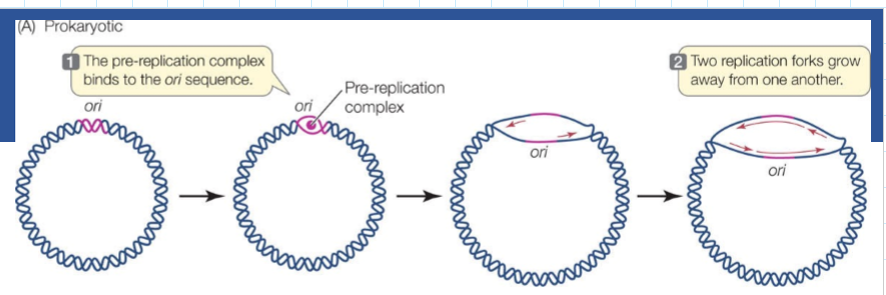 (A) Prokaryotic
1 The pre-replication complex
binds to the ori sequence.
2 Two replication forks grow
away from one another.
ori
ori
Pre-replication
complex
ori
ori